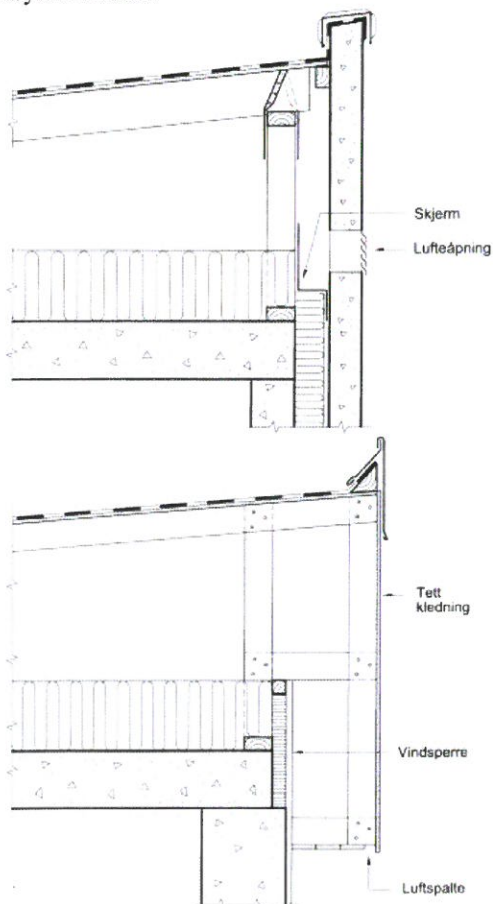 Skjerm
Lufteåpning
Tett
kledning
Vindsperre
Luftspalte